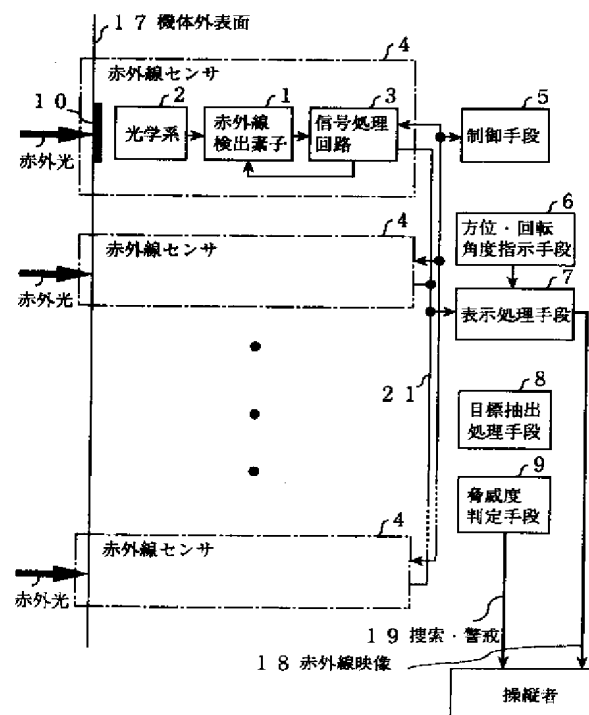 17 機体外表面
4
赤外線センサ
10
2
1
3
5
光学系
赤外線
検出素子
信号処理
回路
制御手段
赤外光
6
方位・回転
角度指示手段
4
赤外線センサ
7
表示処理手段
赤外光
21
8
目標抽出
処理手段
9
脅威度
判定手段
4
赤外線センサ
赤外光
19 捜索・警戒
18 赤外線映像
操縦者